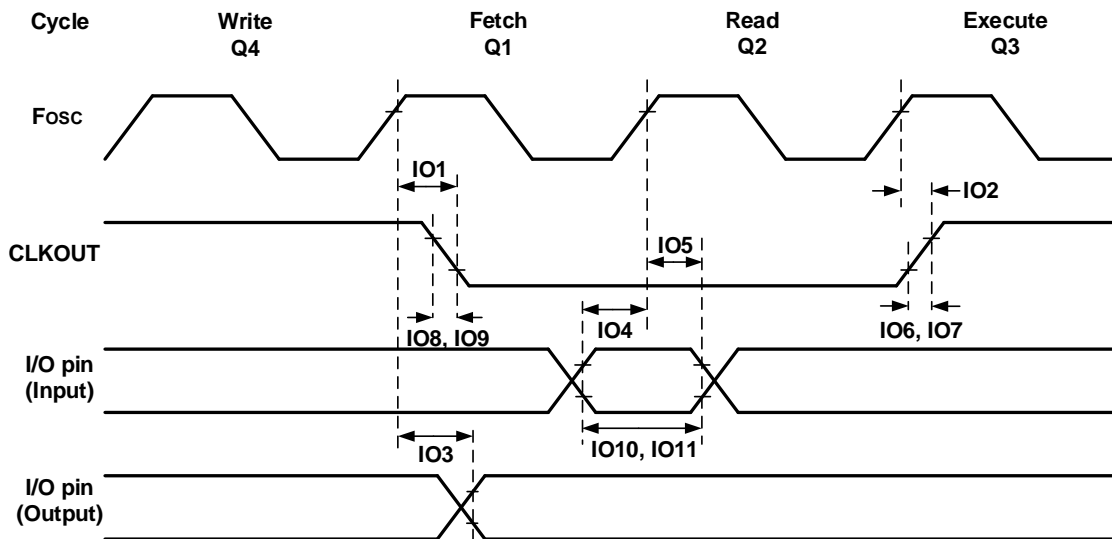 Cycle Write Fetch Read Execute
Q4 Q1 Q2 Q3
Fosc
IO1
IO2
CLKOUT
IO5
IO4
IO8, IO9
IO6, IO7
I/O pin
(Input)
IO10, IO11
IO3
I/O pin
(Output)